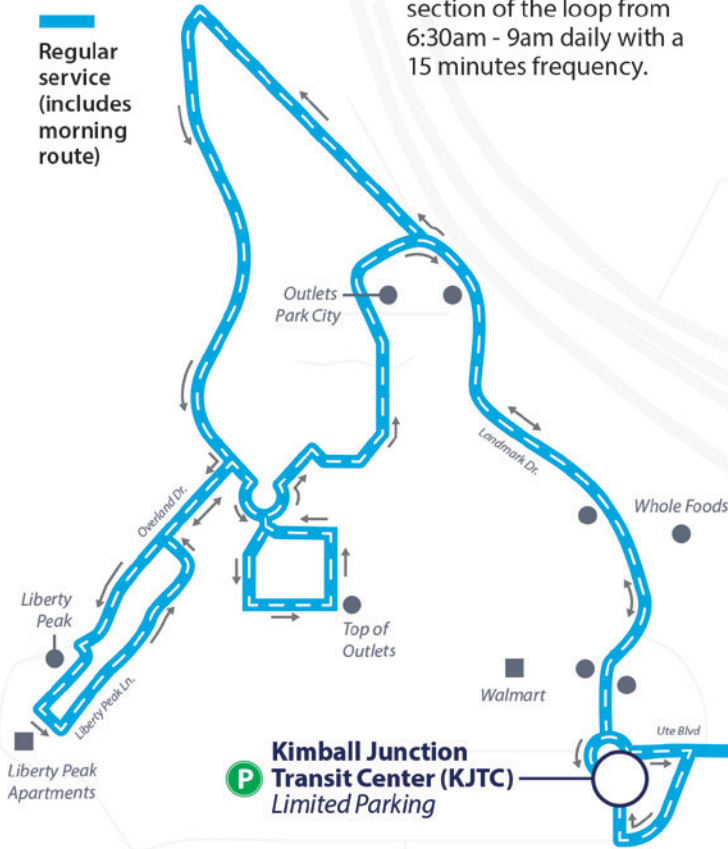 section of the loop from
6:30am - 9am daily with a
15 minutes frequency.
Regular
service
(includes
morning
route)
Outlets
Park City
Landmark Dr.
Whole Foods
Overland Dr.
Liberty
Peak
Top of
Outlets
Liberty Peak Ln.
Walmart
Ute Blvd
Liberty Peak
Apartments
P
Kimball Junction
Transit Center (KJTC)
Limited Parking